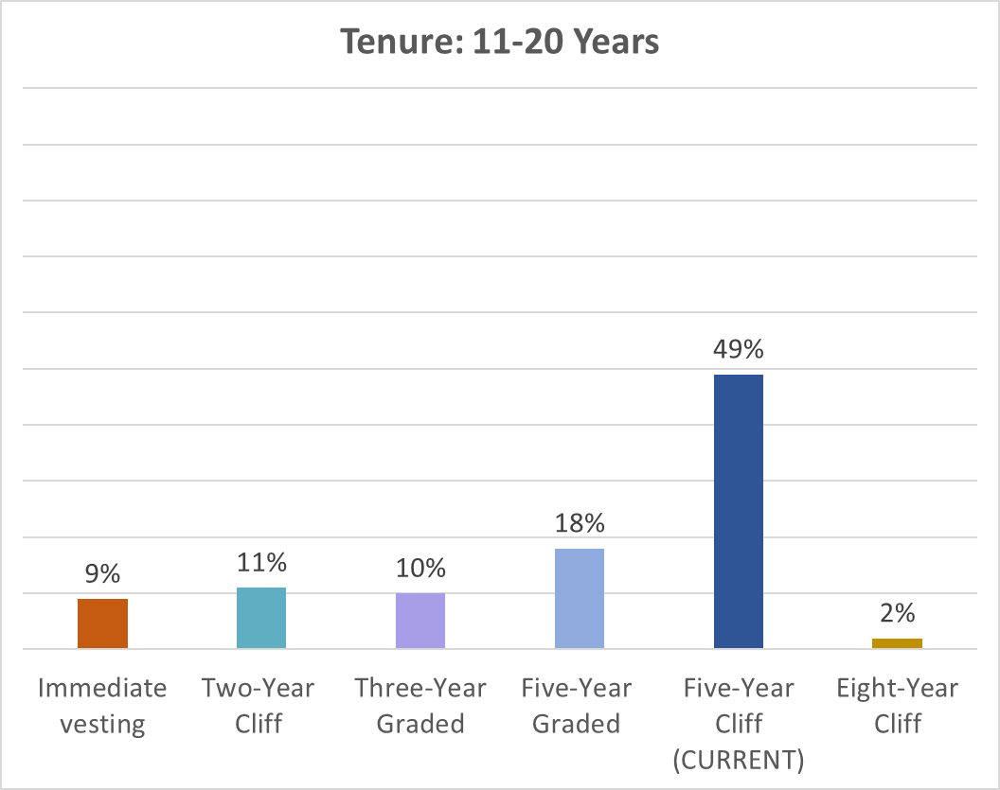 Tenure: 11-20 Years
49%
18%
11%
10%
9%
2%
Immediate vesting
Two-Year Cliff
Three-Year Graded
Five-Year Graded
Five-Year Cliff (CURRENT)
Eight-Year Cliff